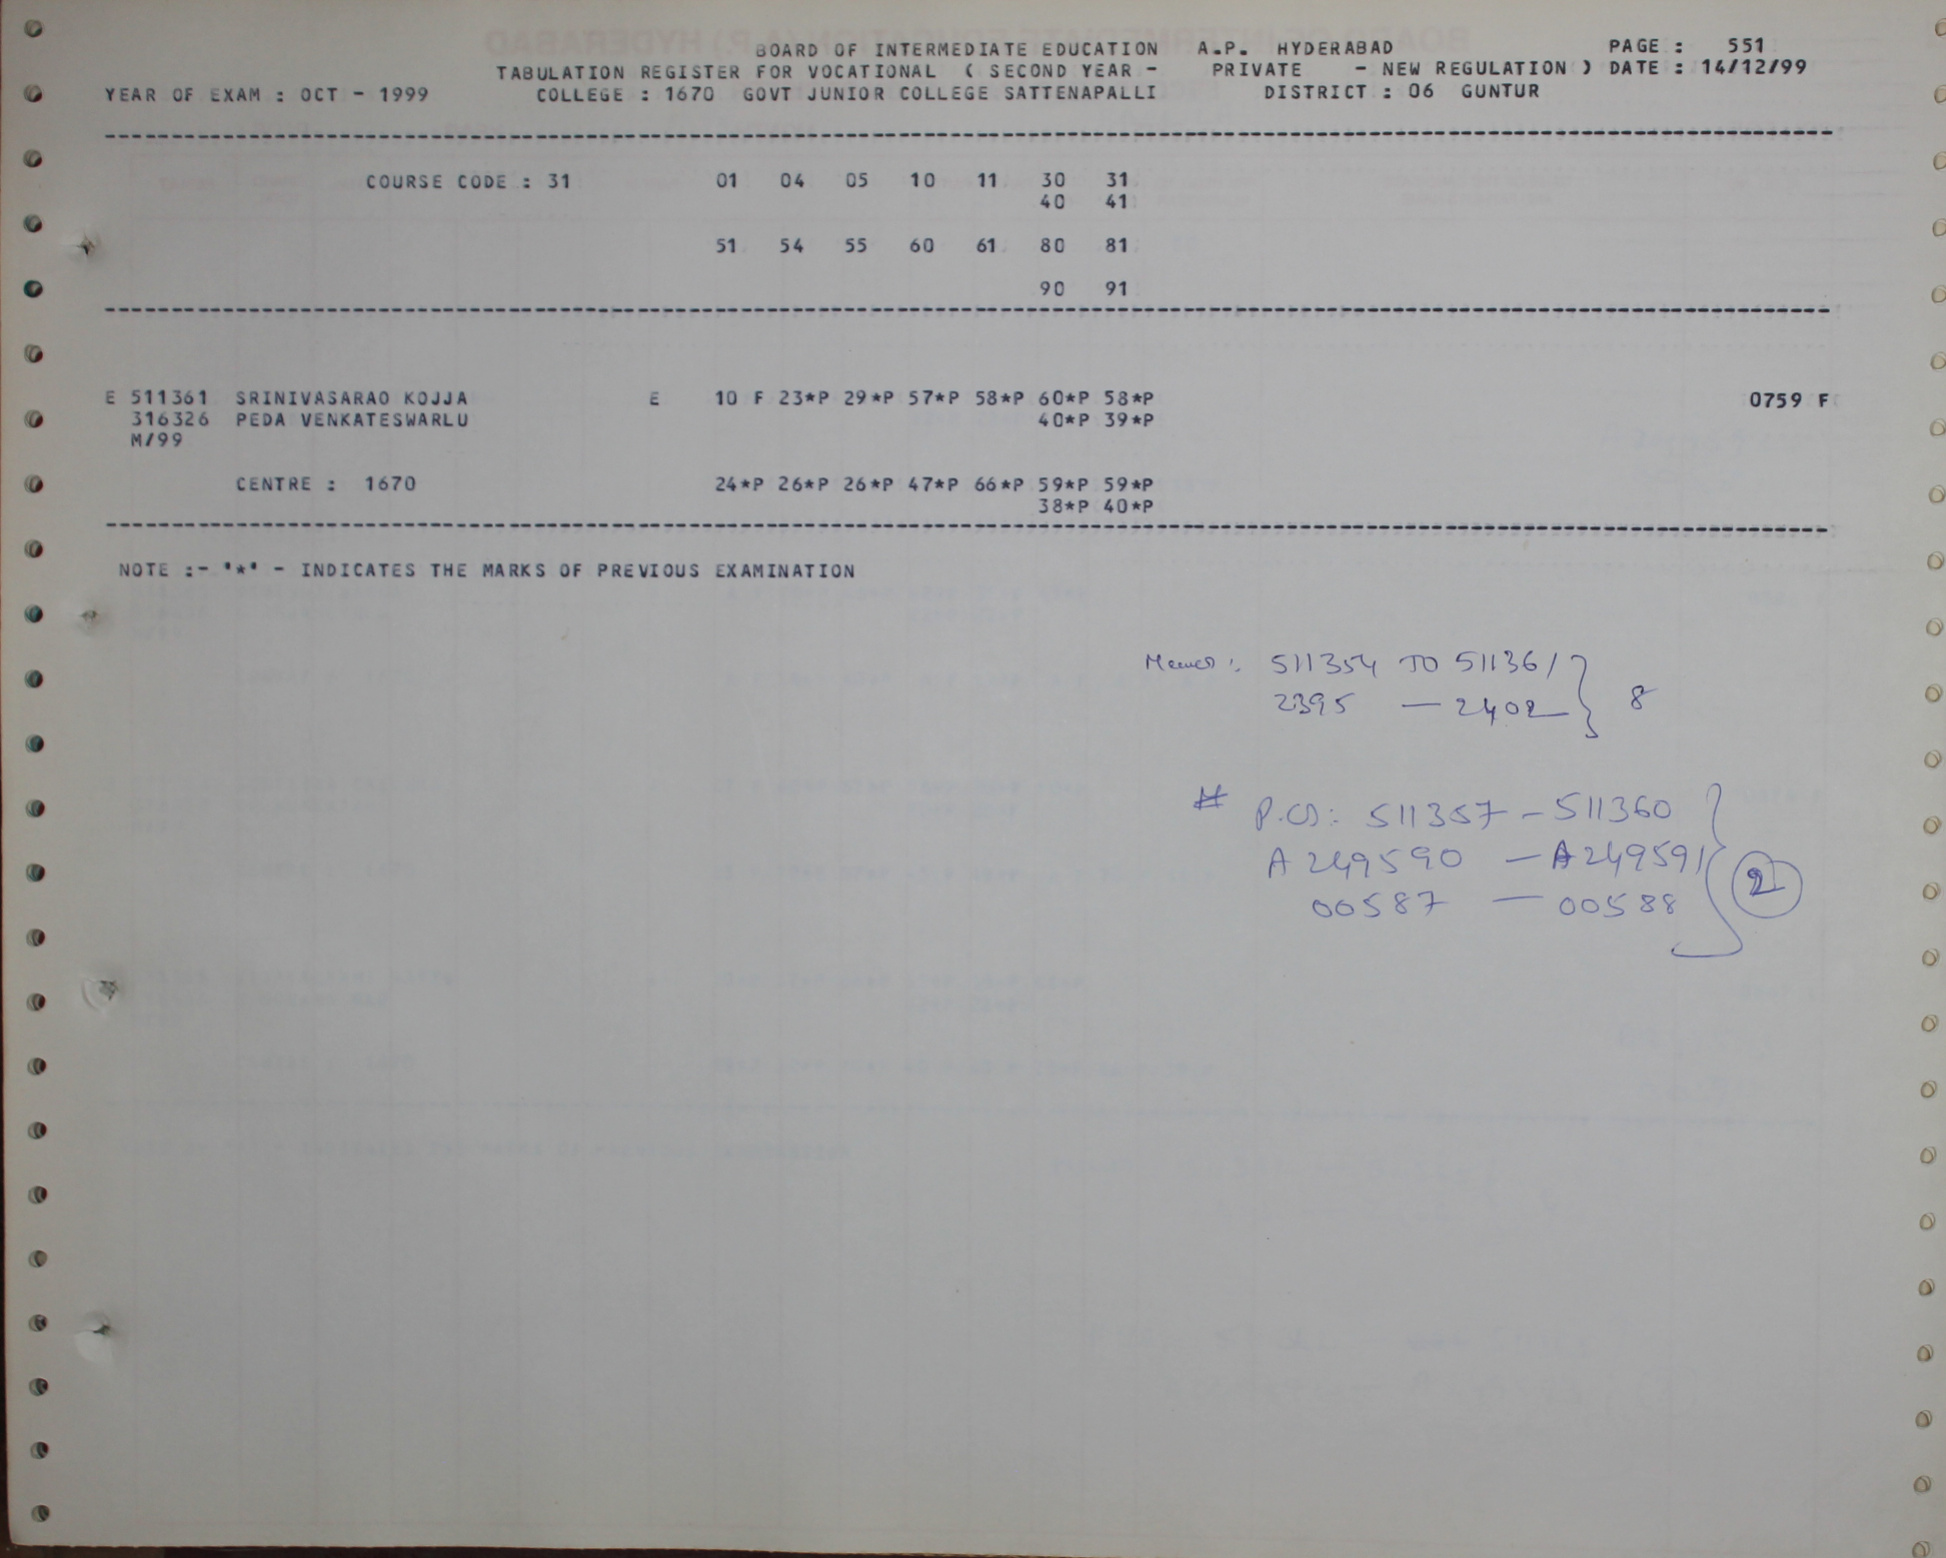 BOARD OF INTERMEDIATE EDUCATION A.P. HYDERABAD PAGE : 551
TABULATION REGISTER FOR VOCATIONAL ( SECOND YEAR - PRIVATE - NEW REGULATION ) DATE : 14/12/99
YEAR OF EXAM : OCT - 1999 COLLEGE : 1670 GOVT JUNIOR COLLEGE SATTENAPALLI DISTRICT : 06 GUNTUR
COURSE CODE : 31 01 04 05 10 11 30 31
40 41
51 54 55 60 61 80 81
90 91
E 511361 SRINIVASARAO KOJJA E 10 F 23*P 29*P 57*P 58*P 60*P 58*P 0759 F
316326 PEDA VENKATESWARLU 40*P 39*P
M/99
CENTRE : 1670 24*P 26*P 26*P 47*P 66*P 59*P 59*P
38*P 40*P
NOTE :- '*' - INDICATES THE MARKS OF PREVIOUS EXAMINATION
511354 TO 511361
2395 — 2402 } 8
# P.C): 511357 - 511360
A 249590 — A249591
00587 — 00588 } 2